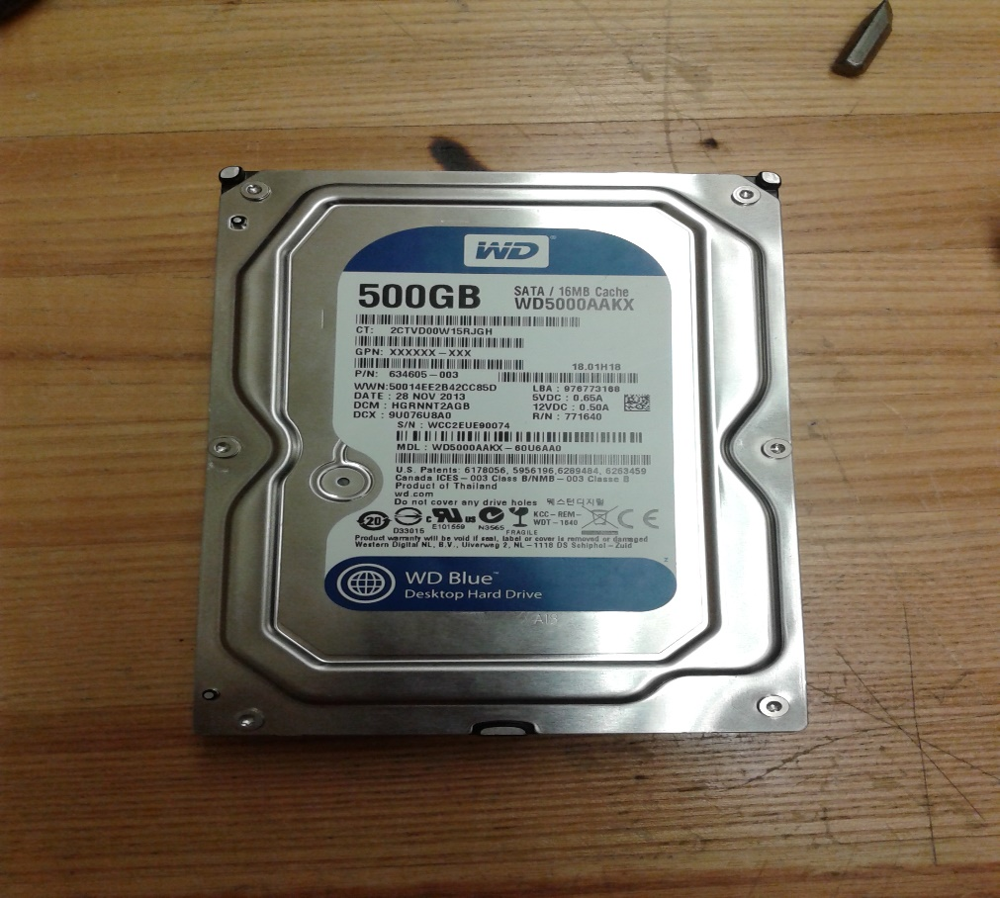 WD
500GB
SATA / 16MB Cache
WD5000AAKX
CT: 2CTVD00W15RJGH
GPN: XXXXXX-XXX
18.01H18
P/N: 634605-003
WWN:50014EE2B42CC85D
DATE : 28 NOV 2013
DCM : HGRNNT2AGB
DCX : 9U076U8A0
LBA : 976773168
5VDC : 0.65A
12VDC : 0.50A
R/N : 771640
S/N : WCC2EUE90074
MDL : WD5000AAKX-60U6AA0
U.S. Patents: 6178056, 5956196,6289484, 6263459
Canada ICES-003 Class B/NMB-003 Classe B
Product of Thailand
wd.com
Do not cover any drive holes 웨스턴디지털
20
D33015
c UR us
E101559
N3565
FRAGILE
KCC-REM-
WDT-1640
CE
Product warranty will be void if seal, label or cover is removed or damaged
Western Digital NL, B.V., Uiverweg 2, NL-1118 DS Schiphol-Zuid
WD Blue™
Desktop Hard Drive